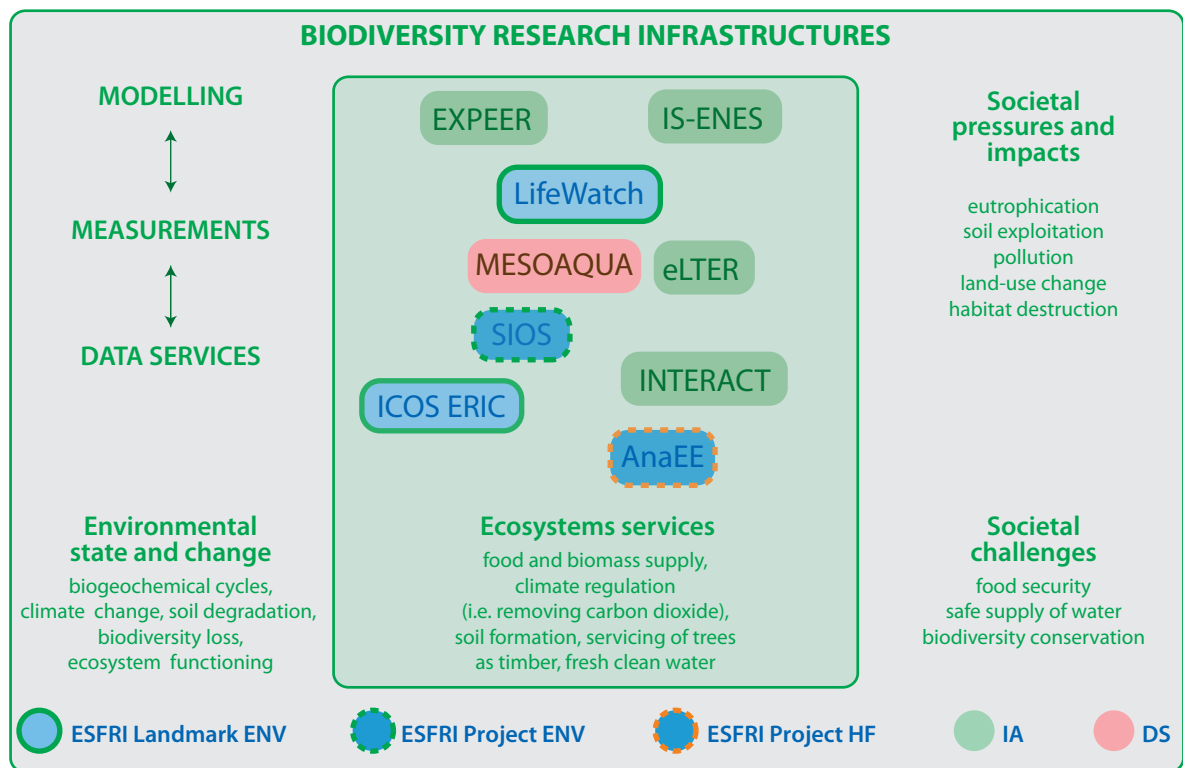 BIODIVERSITY RESEARCH INFRASTRUCTURES
MODELLING
MEASUREMENTS
DATA SERVICES
EXPEER
IS-ENES
LifeWatch
MESOAQUA
eLTER
SIOS
INTERACT
ICOS ERIC
AnaEE
Societal
pressures and
impacts
eutrophication
soil exploitation
pollution
land-use change
habitat destruction
Environmental
state and change
biogeochemical cycles,
climate change, soil degradation,
biodiversity loss,
ecosystem functioning
Ecosystems services
food and biomass supply,
climate regulation
(i.e. removing carbon dioxide),
soil formation, servicing of trees
as timber, fresh clean water
Societal
challenges
food security
safe supply of water
biodiversity conservation
ESFRI Landmark ENV
ESFRI Project ENV
ESFRI Project HF
IA
DS